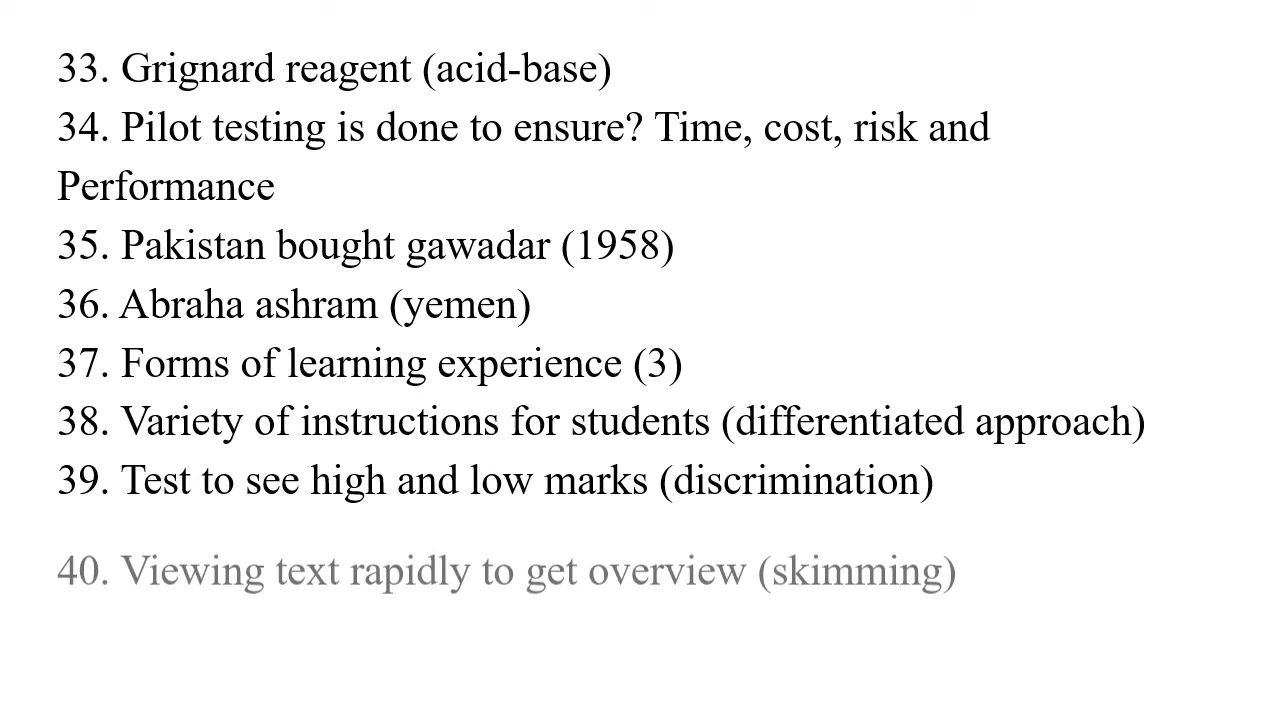 33. Grignard reagent (acid-base)
34. Pilot testing is done to ensure? Time, cost, risk and
Performance
35. Pakistan bought gawadar (1958)
36. Abraha ashram (yemen)
37. Forms of learning experience (3)
38. Variety of instructions for students (differentiated approach)
39. Test to see high and low marks (discrimination)
40. Viewing text rapidly to get overview (skimming)